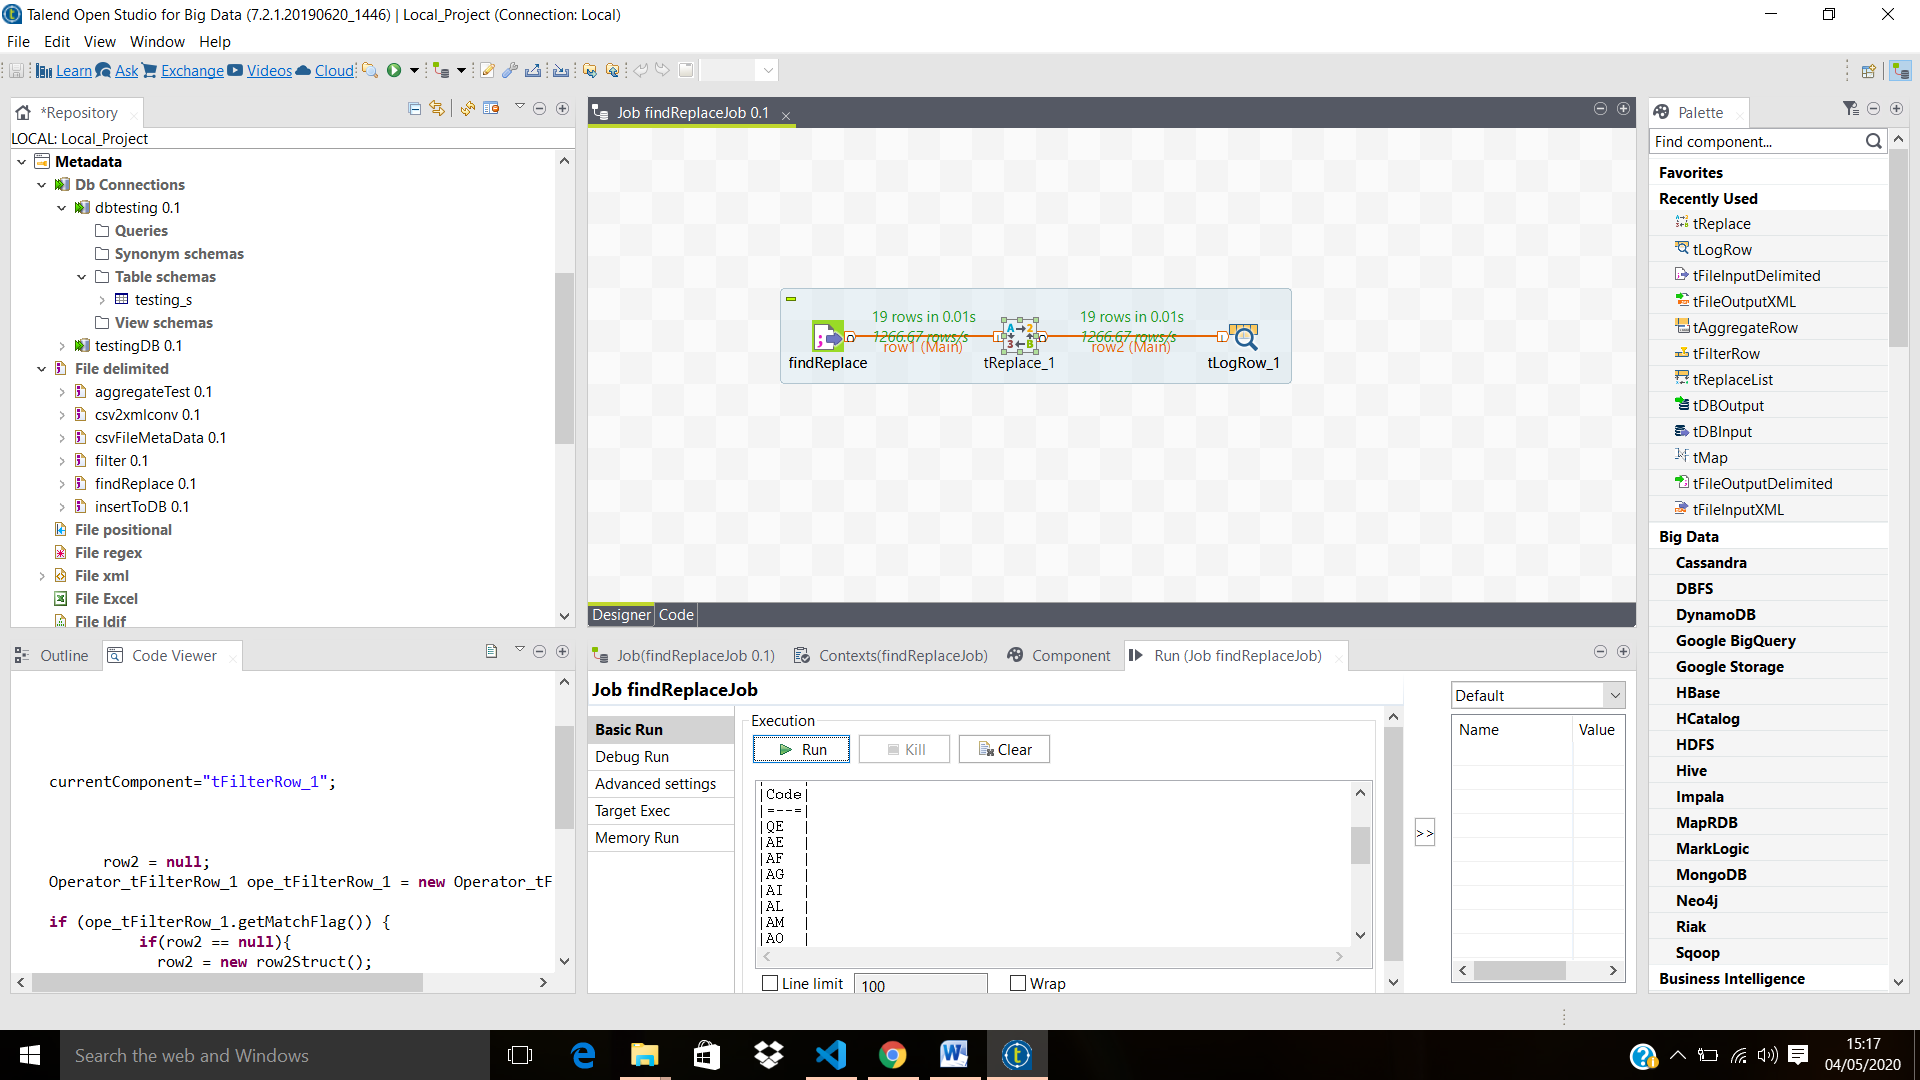 Talend Open Studio for Big Data (7.2.1.20190620_1446) | Local_Project (Connection: Local)
File Edit View Window Help
Learn Ask Exchange Videos Cloud
*Repository
LOCAL: Local_Project
Metadata
Db Connections
dbtesting 0.1
Queries
Synonym schemas
Table schemas
testing_s
View schemas
testingDB 0.1
File delimited
aggregateTest 0.1
csv2xmlconv 0.1
csvFileMetaData 0.1
filter 0.1
findReplace 0.1
insertToDB 0.1
File positional
File regex
File xml
File Excel
File ldif
Job findReplaceJob 0.1
19 rows in 0.01s 19 rows in 0.01s
1266.67 rows/s 1266.67 rows/s
row1 (Main) row2 (Main)
findReplace tReplace_1 tLogRow_1
Designer Code
Palette
Find component...
Favorites
Recently Used
tReplace
tLogRow
tFileInputDelimited
tFileOutputXML
tAggregateRow
tFilterRow
tReplaceList
tDBOutput
tDBInput
tMap
tFileOutputDelimited
tFileInputXML
Big Data
Cassandra
DBFS
DynamoDB
Google BigQuery
Google Storage
HBase
HCatalog
HDFS
Hive
Impala
MapRDB
MarkLogic
MongoDB
Neo4j
Riak
Sqoop
Business Intelligence
Outline Code Viewer
currentComponent="tFilterRow_1";
row2 = null;
Operator_tFilterRow_1 ope_tFilterRow_1 = new Operator_tF
if (ope_tFilterRow_1.getMatchFlag()) {
if(row2 == null){
row2 = new row2Struct();
Job(findReplaceJob 0.1) Contexts(findReplaceJob) Component Run (Job findReplaceJob)
Job findReplaceJob
Basic Run
Debug Run
Advanced settings
Target Exec
Memory Run
Execution
Run Kill Clear
|Code|
|=---=|
|QE |
|AE |
|AF |
|AG |
|AI |
|AL |
|AM |
|AO |
Line limit 100 Wrap
>>
Default
Name Value
Search the web and Windows
15:17
04/05/2020